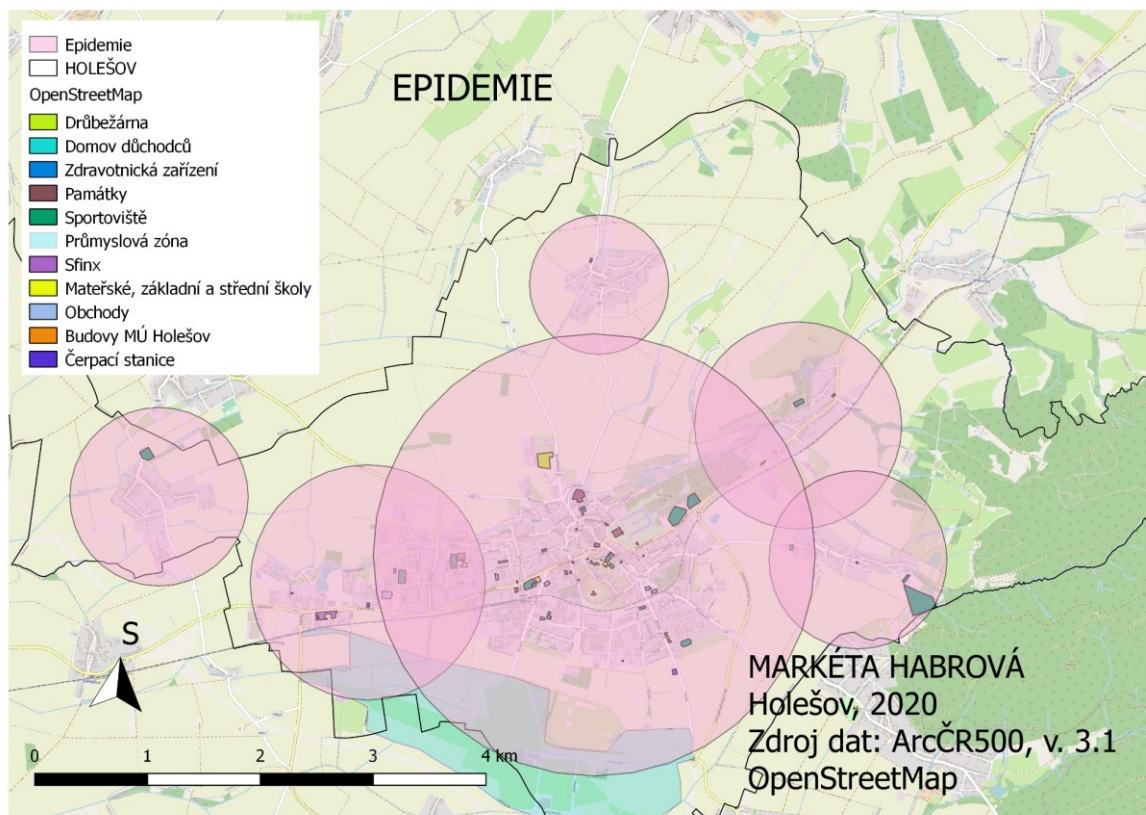 Epidemie
HOLEŠOV
OpenStreetMap
Drůbežárna
Domov důchodců
Zdravotnická zařízení
Památky
Sportoviště
Průmyslová zóna
Sfinx
Mateřské, základní a střední školy
Obchody
Budovy MÚ Holešov
Čerpací stanice
EPIDEMIE
S
0 1 2 3 4 km
MARKÉTA HABROVÁ
Holešov, 2020
Zdroj dat: ArcČR500, v. 3.1
OpenStreetMap